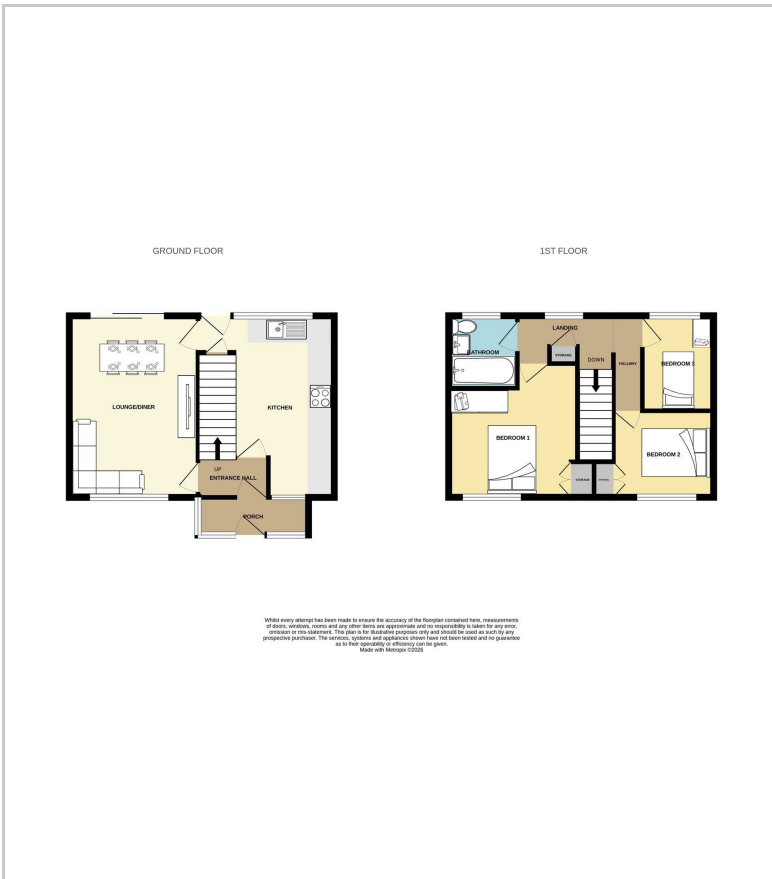 GROUND FLOOR
1ST FLOOR
LOUNGE/DINER
KITCHEN
UP
ENTRANCE HALL
PORCH
LANDING
BATHROOM
STORAGE
DOWN
HALLWAY
BEDROOM 3
BEDROOM 1
BEDROOM 2
STORAGE
Whilst every attempt has been made to ensure the accuracy of the floorplan contained here, measurements
of doors, windows, rooms and any other items are approximate and no responsibility is taken for any error,
omission or mis-statement. This plan is for illustrative purposes only and should be used as such by any
prospective purchaser. The services, systems and appliances shown have not been tested and no guarantee
as to their operability or efficiency can be given.
Made with Metropix ©2026